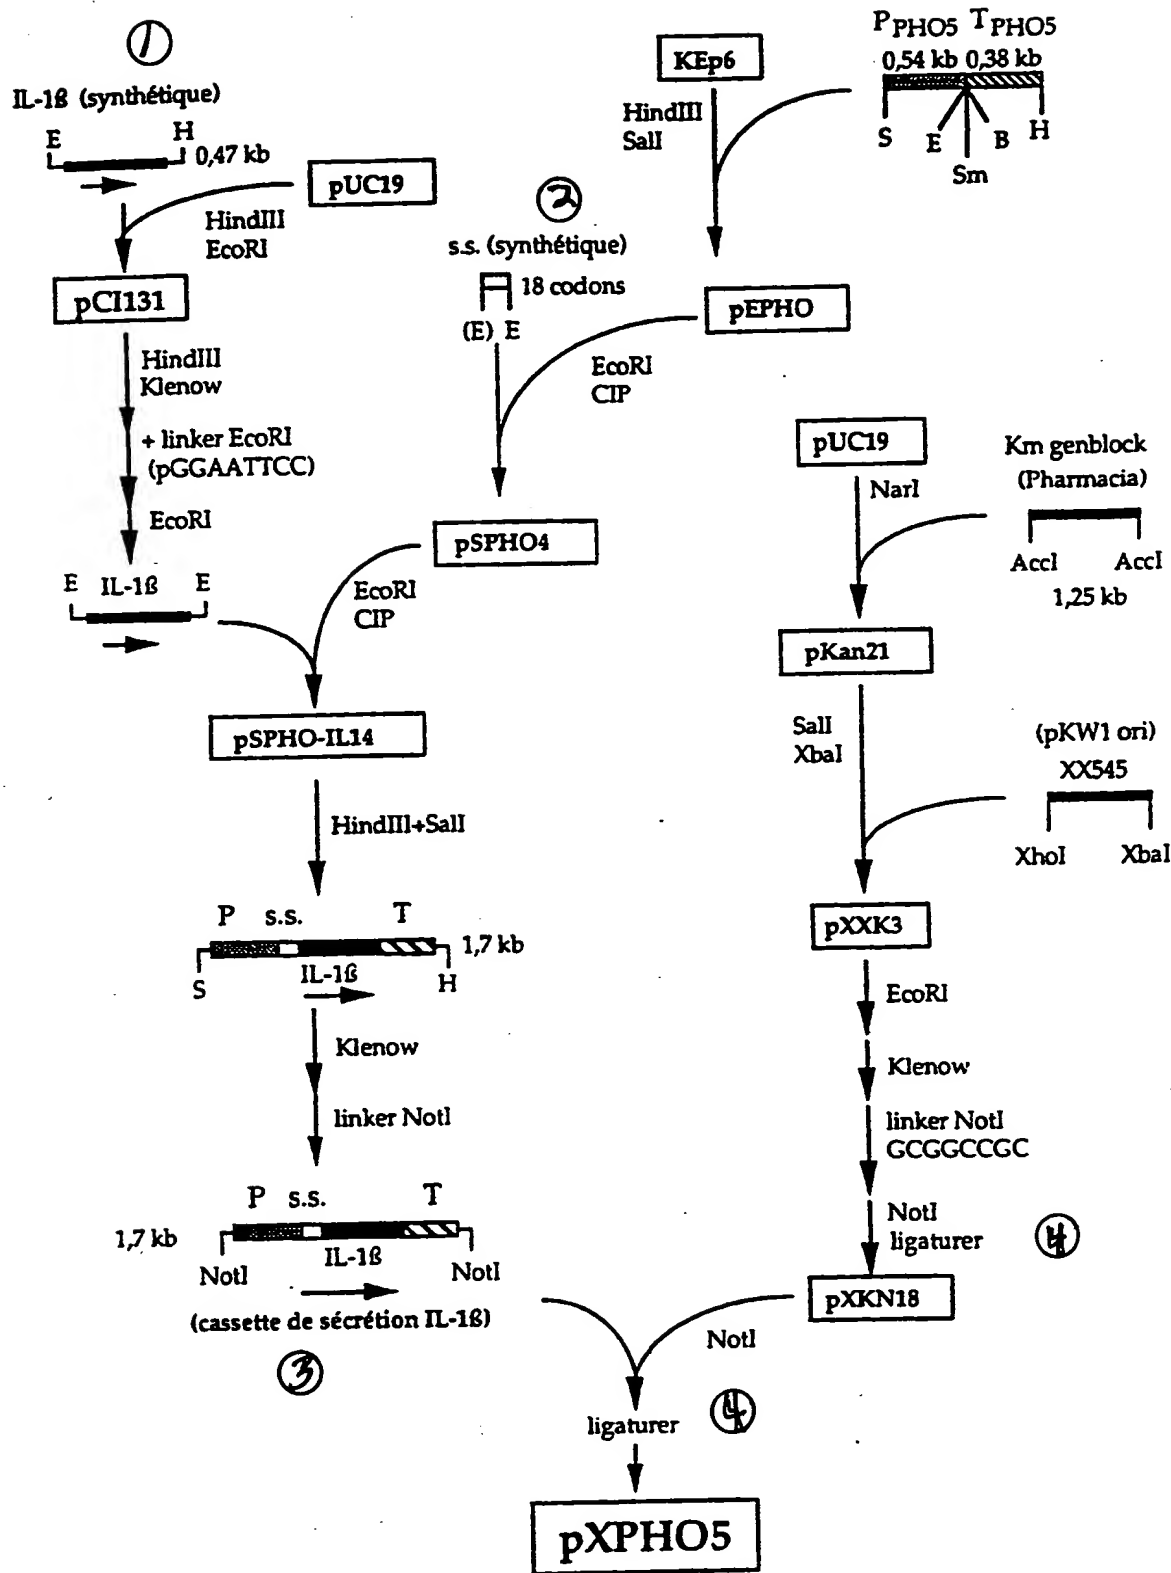 1
IL-1ß (synthétique)
E H
0,47 kb
pUC19
HindIII
EcoRI
pCI131
HindIII
Klenow
+ linker EcoRI
(pGGAATTCC)
EcoRI
E IL-1ß E
KEp6
HindIII
SalI
PPHO5 TPHO5
0,54 kb 0,38 kb
S E Sm B H
2
s.s. (synthétique)
18 codons
(E) E
pEPHO
EcoRI
CIP
pSPHO4
EcoRI
CIP
pSPHO-IL14
HindIII+SalI
P s.s. T
1,7 kb
S IL-1ß H
Klenow
linker NotI
P s.s. T
1,7 kb
NotI IL-1ß NotI
(cassette de sécrétion IL-1ß)
3
pUC19
NarI
Km genblock
(Pharmacia)
AccI AccI
1,25 kb
pKan21
SalI
XbaI
(pKW1 ori)
XX545
XhoI XbaI
pXXK3
EcoRI
Klenow
linker NotI
GCGGCCGC
NotI
ligaturer
4
pXKN18
NotI
4
ligaturer
pXPHO5